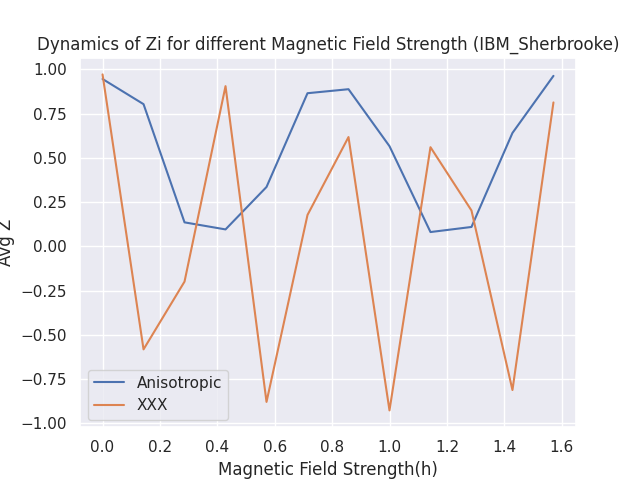 Dynamics of Zi for different Magnetic Field Strength (IBM_Sherbrooke)
1.00
0.75
0.50
0.25
0.00
−0.25
−0.50
−0.75
−1.00
Avg Z
Anisotropic
XXX
0.0 0.2 0.4 0.6 0.8 1.0 1.2 1.4 1.6
Magnetic Field Strength(h)